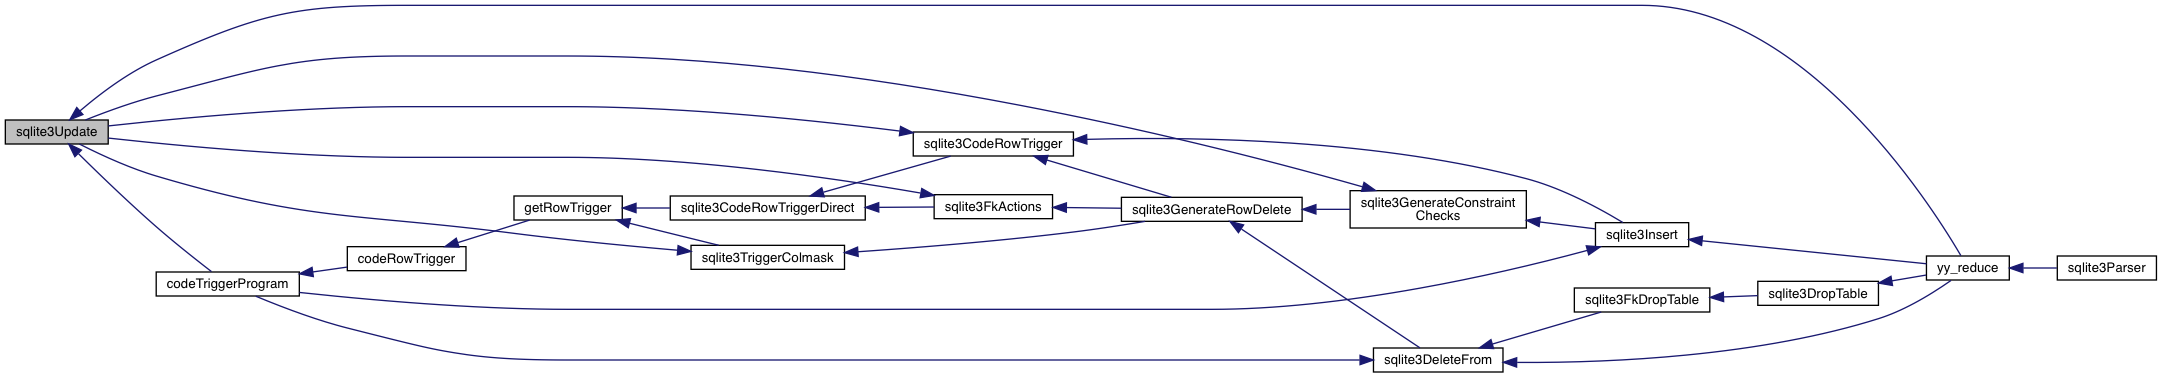 sqlite3Update
sqlite3CodeRowTrigger
getRowTrigger
sqlite3CodeRowTriggerDirect
sqlite3FkActions
sqlite3GenerateRowDelete
sqlite3GenerateConstraint
Checks
sqlite3Insert
codeRowTrigger
sqlite3TriggerColmask
codeTriggerProgram
yy_reduce
sqlite3Parser
sqlite3FkDropTable
sqlite3DropTable
sqlite3DeleteFrom